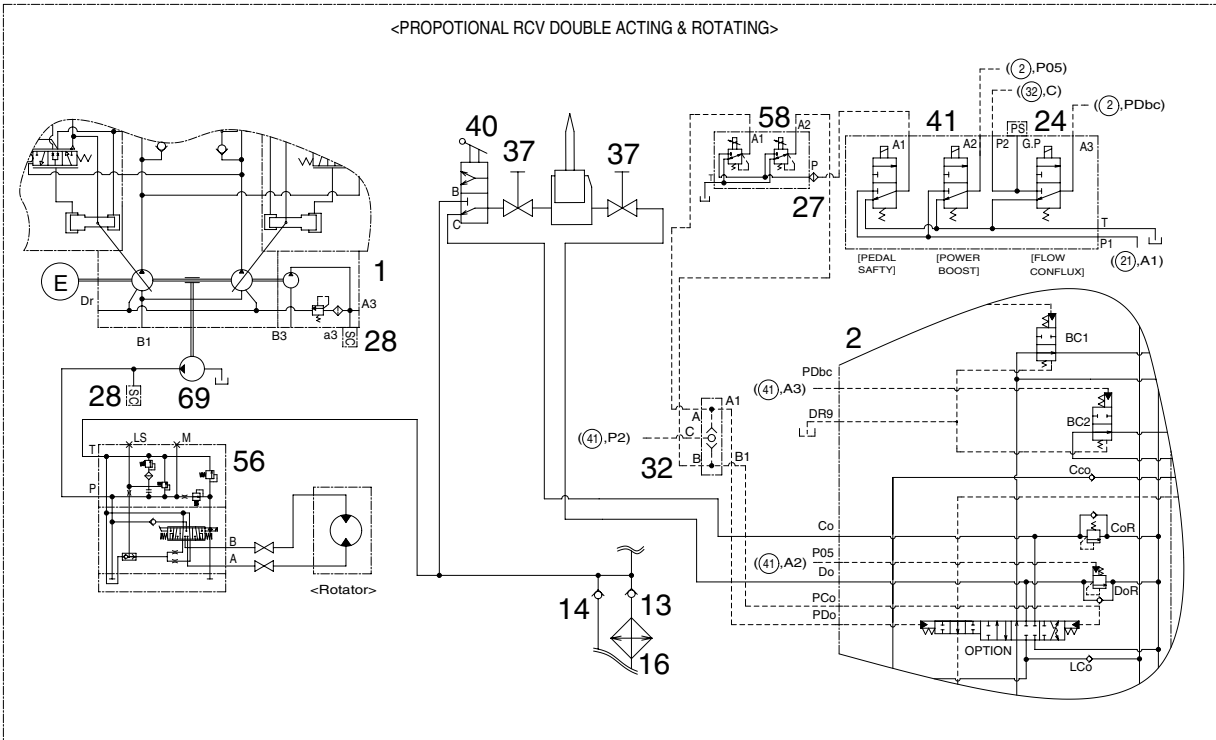 <PROPOTIONAL RCV DOUBLE ACTING & ROTATING>
(2,P05)
(32,C)
(2,PDbc)
40
37
37
58
A1
A2
P
T
27
41
PS
24
A1
A2
P2
G.P
A3
T
P1
(21,A1)
[PEDAL
SAFTY]
[POWER
BOOST]
[FLOW
CONFLUX]
B
C
E
Dr
1
A3
B1
B3
a3
SC
28
28
SC
69
LS
M
T
P
56
B
A
<Rotator>
2
BC1
PDbc
(41,A3)
DR9
BC2
A1
A
C
B
B1
(41,P2)
32
Cco
Co
CoR
P05
(41,A2)
Do
DoR
PCo
PDo
OPTION
LCo
14
13
16